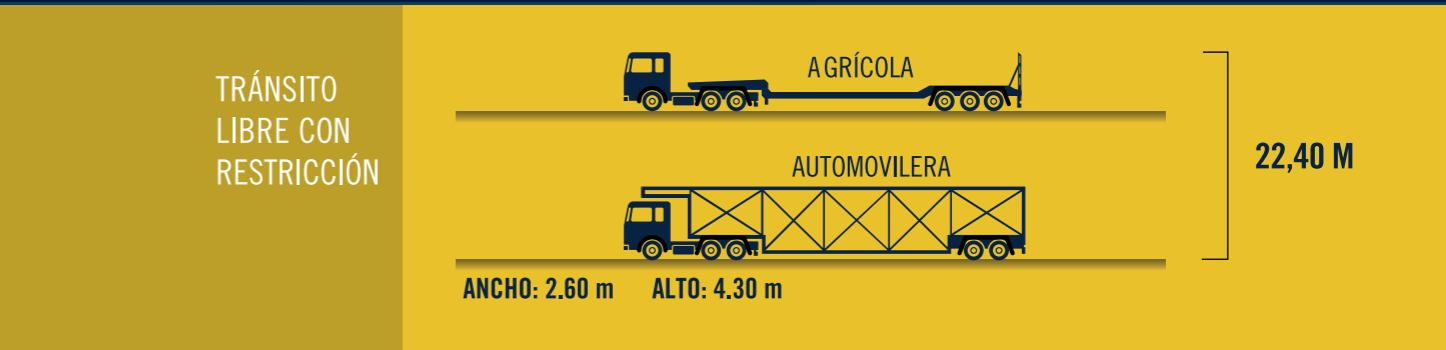 TRÁNSITO
LIBRE CON
RESTRICCIÓN
AGRÍCOLA
AUTOMOVILERA
22,40 M
ANCHO: 2.60 m ALTO: 4.30 m